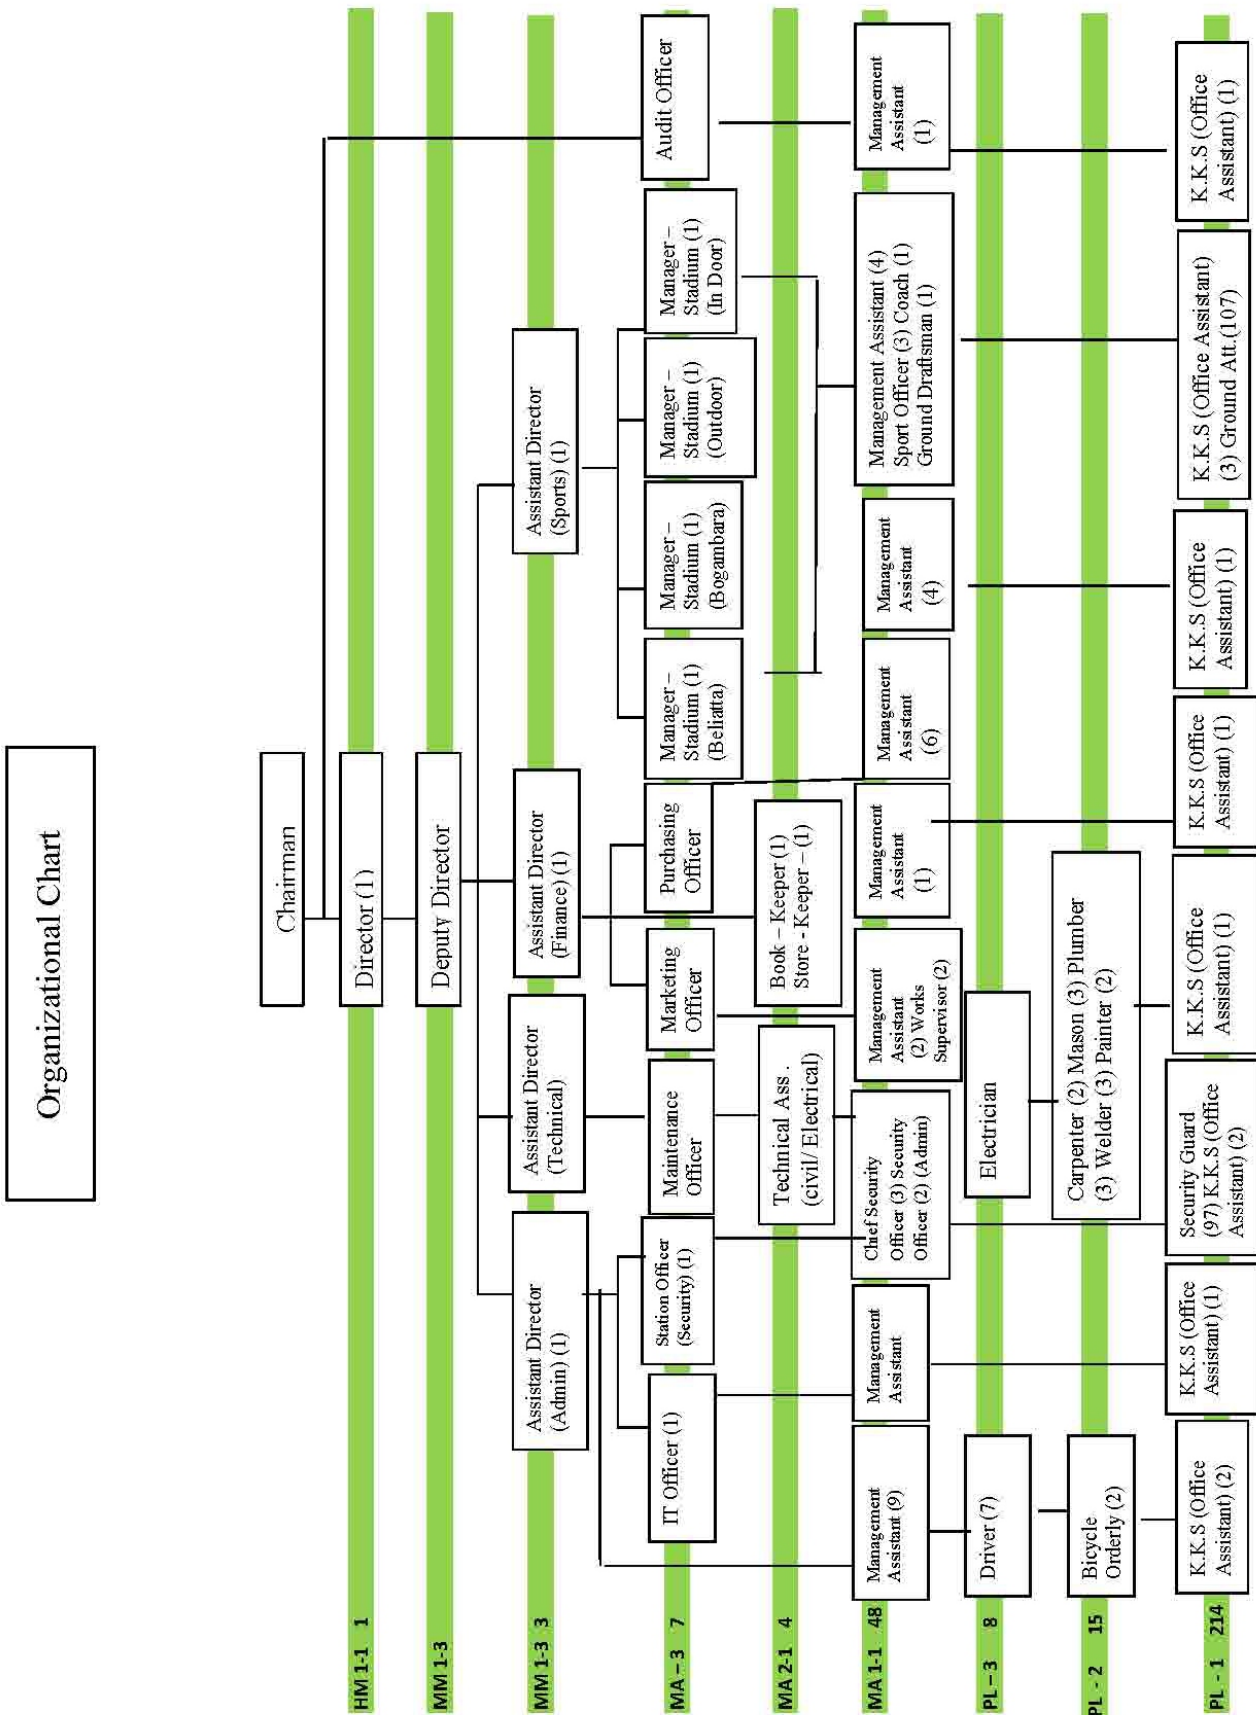 Organizational Chart
Chairman
HM 1-1 1
Director (1)
MM 1-3
Deputy Director
MM 1-3 3
Assistant Director
(Admin) (1)
Assistant Director
(Technical)
Assistant Director
(Finance) (1)
Assistant Director
(Sports) (1)
MA – 3 7
IT Officer (1)
Station Officer
(Security) (1)
Maintenance
Officer
Marketing
Officer
Purchasing
Officer
Manager –
Stadium (1)
(Beliatta)
Manager –
Stadium (1)
(Bogambara)
Manager –
Stadium (1)
(Outdoor)
Manager –
Stadium (1)
(In Door)
Audit Officer
MA 2-1 4
Technical Ass .
(civil/ Electrical)
Book – Keeper (1)
Store - Keeper – (1)
MA 1-1 48
Management
Assistant (9)
Management
Assistant
Chief Security
Officer (3) Security
Officer (2) (Admin)
Management
Assistant
(2) Works
Supervisor (2)
Management
Assistant
(1)
Management
Assistant
(6)
Management
Assistant
(4)
Management Assistant (4)
Sport Officer (3) Coach (1)
Ground Draftsman (1)
Management
Assistant
(1)
PL – 3 8
Driver (7)
Electrician
PL - 2 15
Bicycle
Orderly (2)
Carpenter (2) Mason (3) Plumber
(3) Welder (3) Painter (2)
PL - 1 214
K.K.S (Office
Assistant) (2)
K.K.S (Office
Assistant) (1)
Security Guard
(97) K.K.S (Office
Assistant) (2)
K.K.S (Office
Assistant) (1)
K.K.S (Office
Assistant) (1)
K.K.S (Office
Assistant) (1)
K.K.S (Office Assistant)
(3) Ground Att.(107)
K.K.S (Office
Assistant) (1)